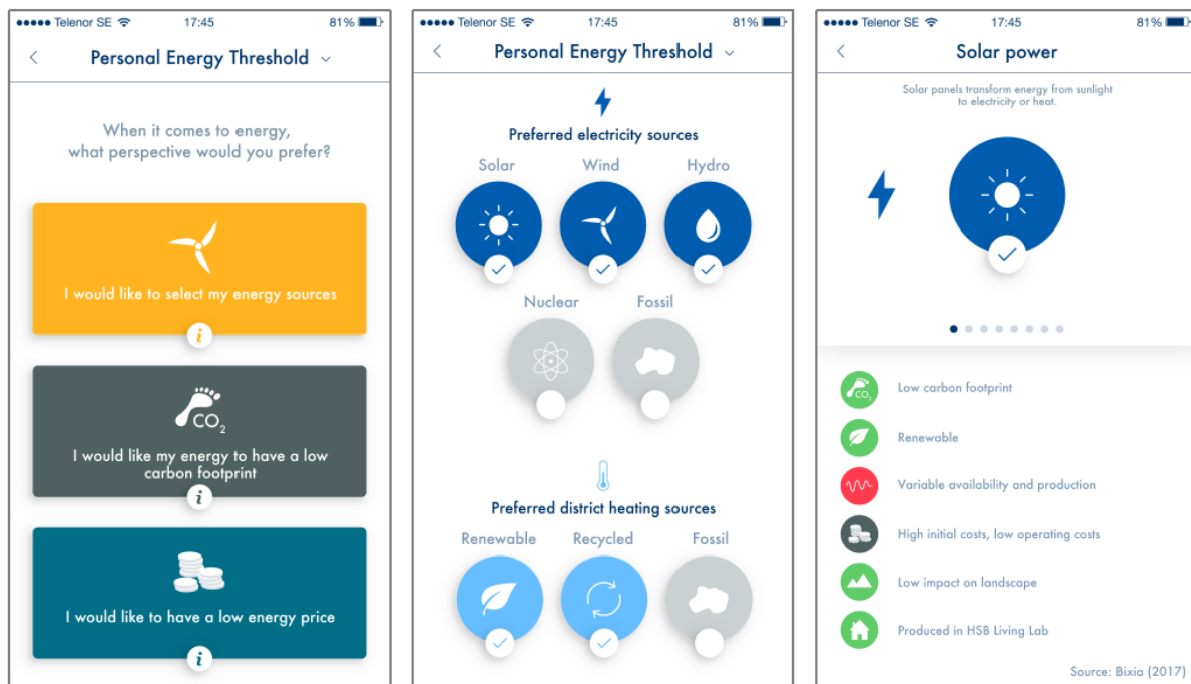 Telenor SE 17:45 81%
Personal Energy Threshold
When it comes to energy,
what perspective would you prefer?
I would like to select my energy sources
i
CO2
I would like my energy to have a low
carbon footprint
i
I would like to have a low energy price
i
Telenor SE 17:45 81%
Personal Energy Threshold
Preferred electricity sources
Solar Wind Hydro
Nuclear Fossil
Preferred district heating sources
Renewable Recycled Fossil
Telenor SE 17:45 81%
Solar power
Solar panels transform energy from sunlight
to electricity or heat.
CO2 Low carbon footprint
Renewable
Variable availability and production
High initial costs, low operating costs
Low impact on landscape
Produced in HSB Living Lab
Source: Bixia (2017)